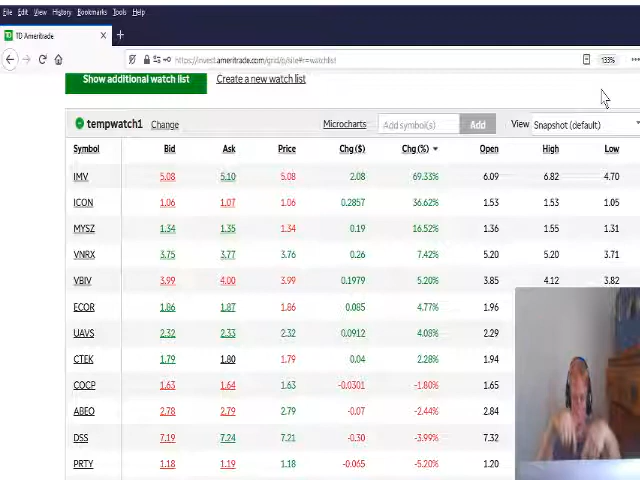 File Edit View History Bookmarks Tools Help
TD Ameritrade
https://invest.ameritrade.com/grid/p/site#r=watchlist 133%
Show additional watch list Create a new watch list
tempwatch1 Change Microcharts Add symbol(s) Add View Snapshot (default)
Symbol Bid Ask Price Chg ($) Chg (%) Open High Low
IMV 5.08 5.10 5.08 2.08 69.33% 6.09 6.82 4.70
ICON 1.06 1.07 1.06 0.2857 36.62% 1.53 1.53 1.05
MYSZ 1.34 1.35 1.34 0.19 16.52% 1.36 1.55 1.31
VNRX 3.75 3.77 3.76 0.26 7.42% 5.20 5.20 3.71
VBIV 3.99 4.00 3.99 0.1979 5.20% 3.85 4.12 3.82
ECOR 1.86 1.87 1.86 0.085 4.77% 1.96
UAVS 2.32 2.33 2.32 0.0912 4.08% 2.29
CTEK 1.79 1.80 1.79 0.04 2.28% 1.94
COCP 1.63 1.64 1.63 -0.0301 -1.80% 1.65
ABEO 2.78 2.79 2.79 -0.07 -2.44% 2.84
DSS 7.19 7.24 7.21 -0.30 -3.99% 7.32
PRTY 1.18 1.19 1.18 -0.065 -5.20% 1.20